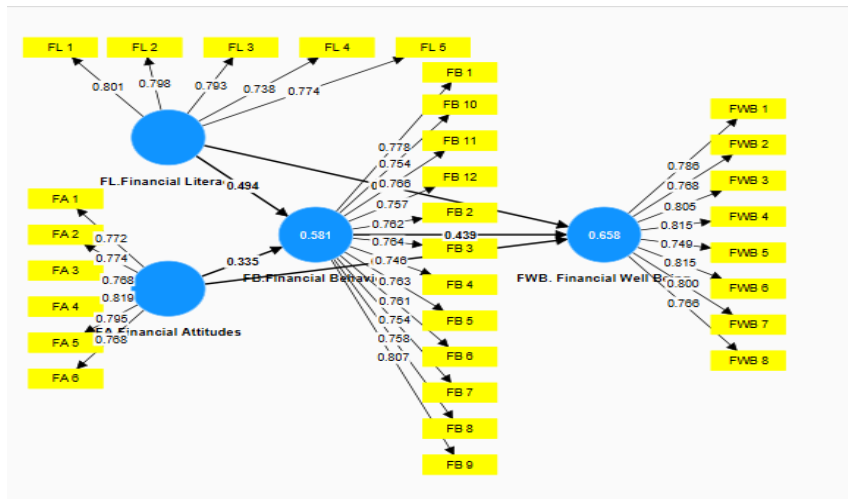 FL 1 FL 2 FL 3 FL 4 FL 5
0.801 0.798 0.793 0.738 0.774
FL.Financial
0.494
FA 1
FA 2
FA 3
FA 4
FA 5
FA 6
0.772
0.774
0.768
0.819
0.795
0.768
Financial Attitudes
0.335
0.581
FB.Financial
FB 1
FB 10
FB 11
FB 12
FB 2
FB 3
FB 4
FB 5
FB 6
FB 7
FB 8
FB 9
0.778
0.754
0.766
0.757
0.762
0.764
0.746
0.763
0.761
0.754
0.758
0.807
0.439
0.658
FWB. Financial Well
FWB 1
FWB 2
FWB 3
FWB 4
FWB 5
FWB 6
FWB 7
FWB 8
0.786
0.768
0.805
0.815
0.749
0.815
0.800
0.766